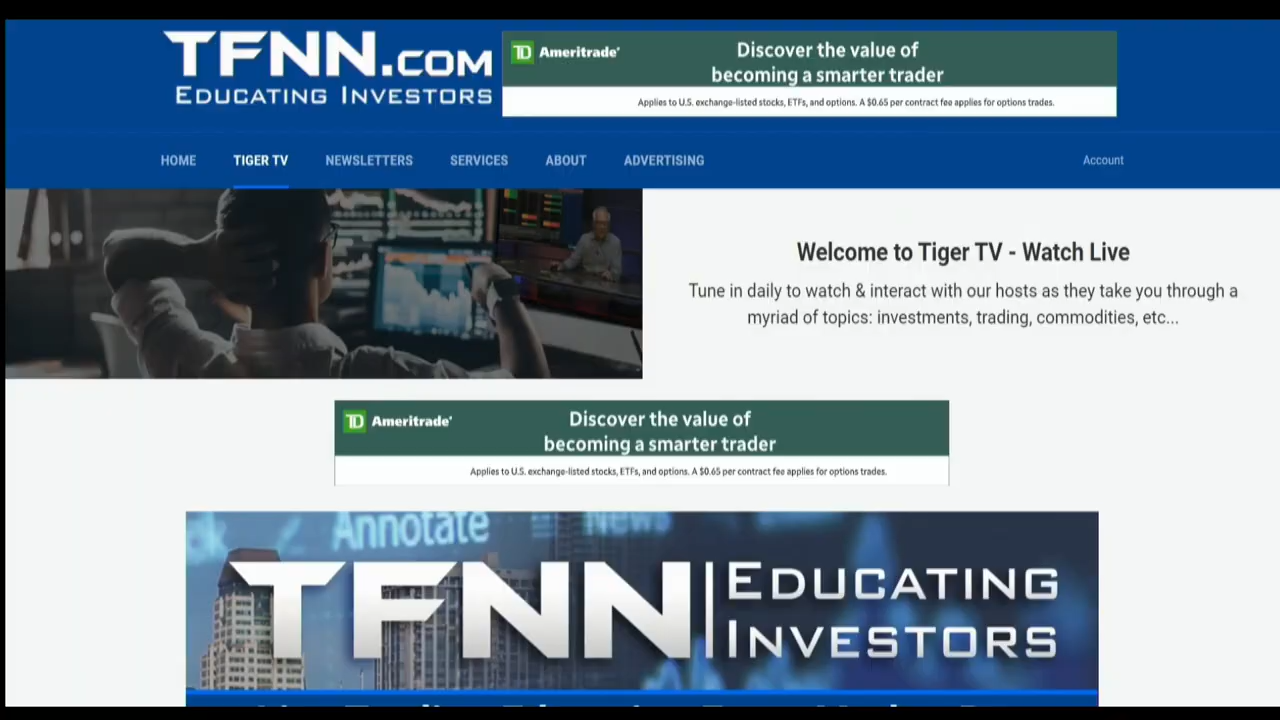 TFNN.COM
EDUCATING INVESTORS
TD Ameritrade
Discover the value of
becoming a smarter trader
Applies to U.S. exchange-listed stocks, ETFs, and options. A $0.65 per contract fee applies for options trades.
HOME TIGER TV NEWSLETTERS SERVICES ABOUT ADVERTISING Account
Welcome to Tiger TV - Watch Live
Tune in daily to watch & interact with our hosts as they take you through a
myriad of topics: investments, trading, commodities, etc...
TD Ameritrade
Discover the value of
becoming a smarter trader
Applies to U.S. exchange-listed stocks, ETFs, and options. A $0.65 per contract fee applies for options trades.
Annotate News
TFNN EDUCATING
INVESTORS